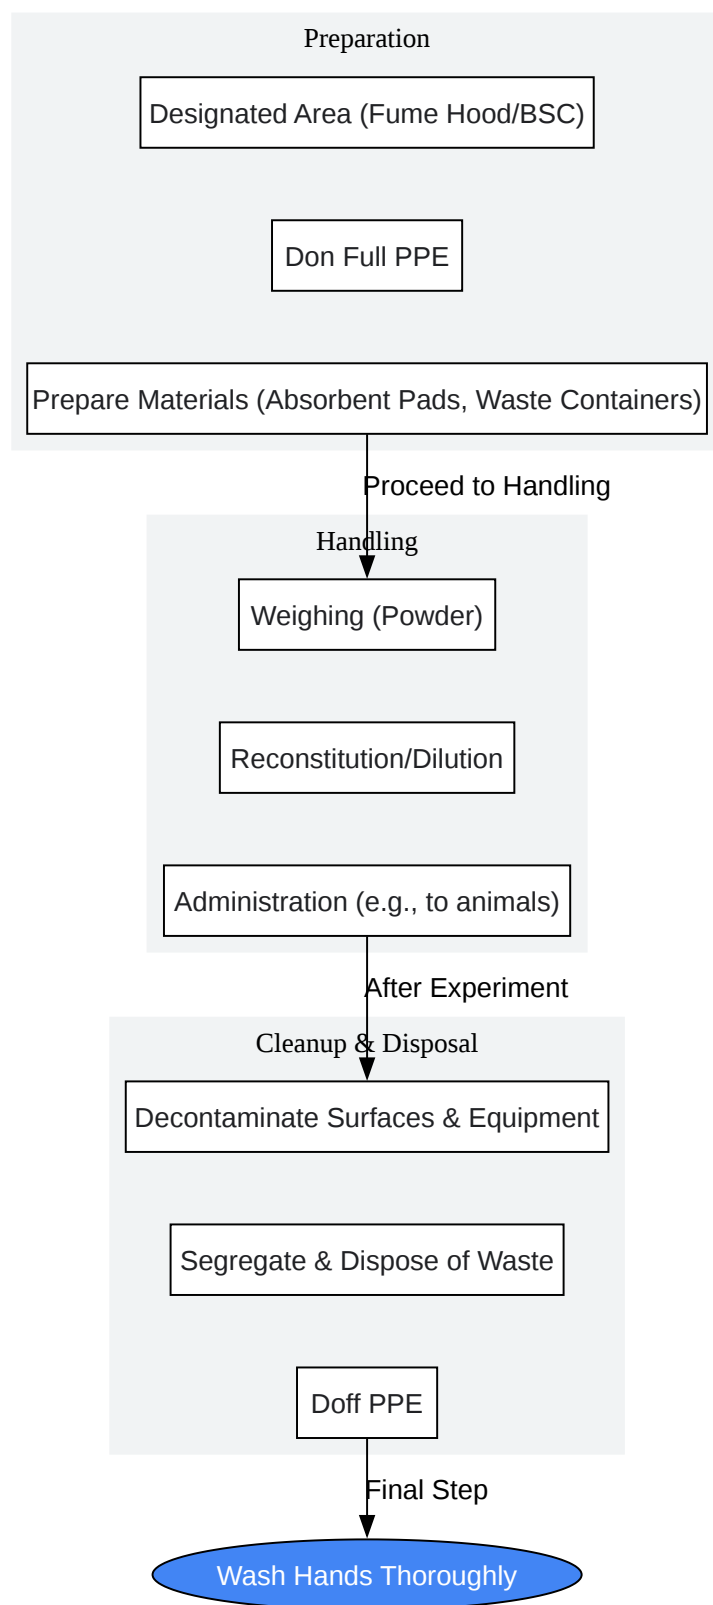 Preparation
Designated Area (Fume Hood/BSC)
Don Full PPE
Prepare Materials (Absorbent Pads, Waste Containers)
Proceed to Handling
Handling
Weighing (Powder)
Reconstitution/Dilution
Administration (e.g., to animals)
After Experiment
Cleanup & Disposal
Decontaminate Surfaces & Equipment
Segregate & Dispose of Waste
Doff PPE
Final Step
Wash Hands Thoroughly